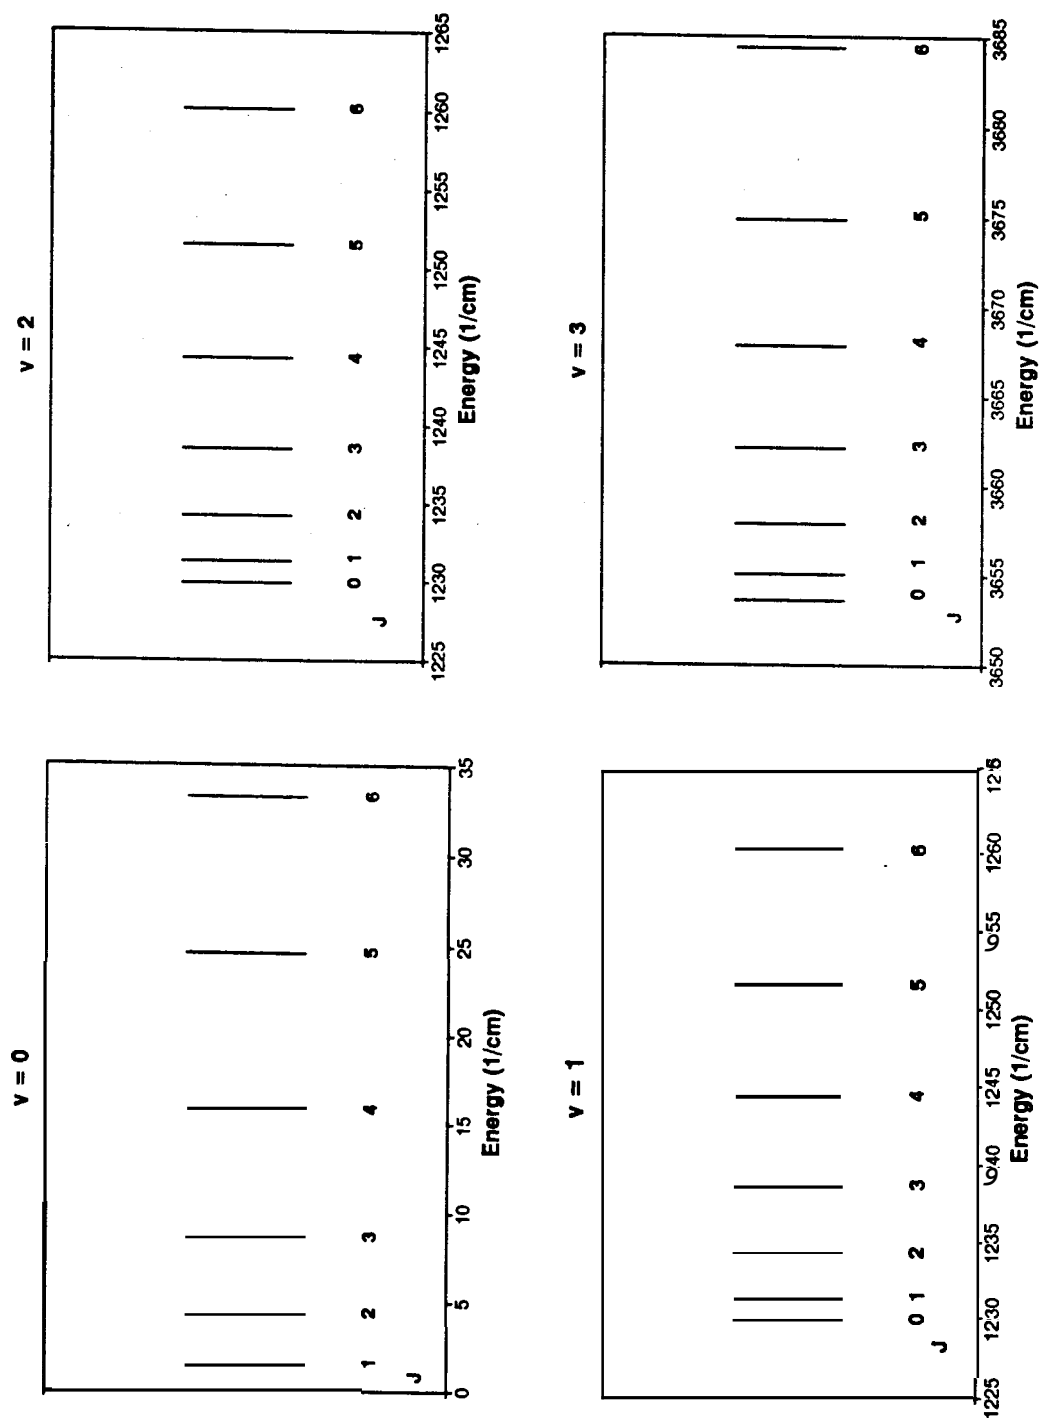 v = 0
1 2 3 4 5 6
J
0 5 10 15 20 25 30 35
Energy (1/cm)
v = 2
0 1 2 3 4 5 6
J
1225 1230 1235 1240 1245 1250 1255 1260 1265
Energy (1/cm)
v = 1
0 1 2 3 4 5 6
J
1225 1230 1235 1245 1250 1260
Energy (1/cm)
v = 3
0 1 2 3 4 5 6
J
3650 3655 3660 3665 3670 3675 3680 3685
Energy (1/cm)